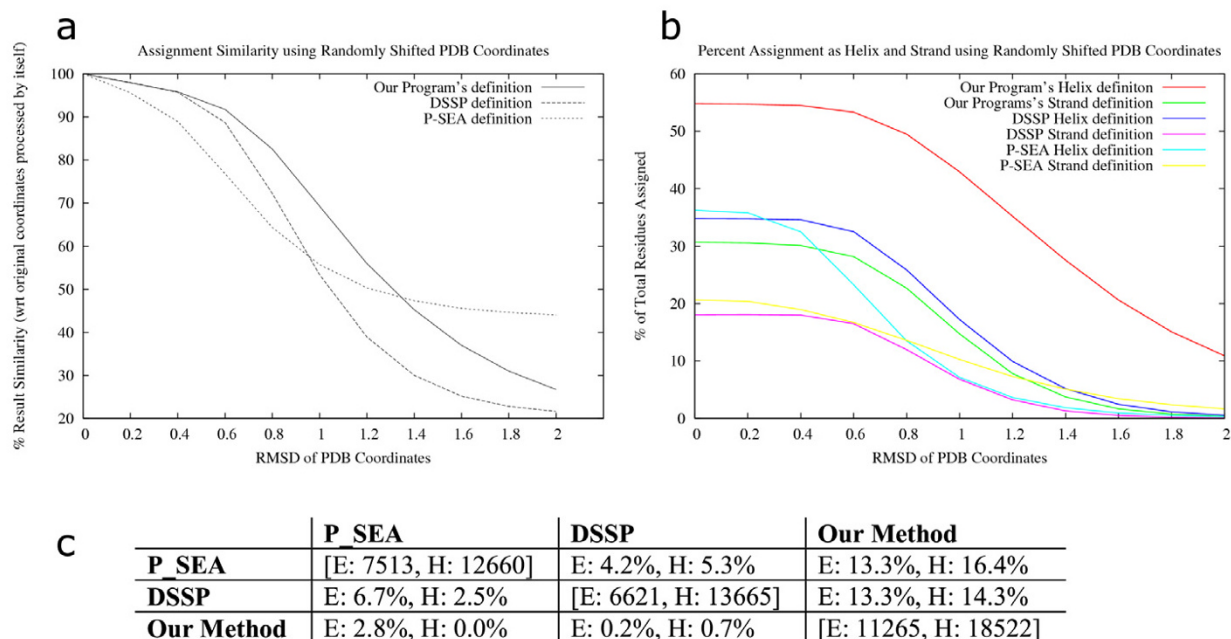 a
Assignment Similarity using Randomly Shifted PDB Coordinates
% Result Similarity (wrt original coordinates processed by itself)
100
90
80
70
60
50
40
30
20
Our Program's definition
DSSP definition
P-SEA definition
0 0.2 0.4 0.6 0.8 1 1.2 1.4 1.6 1.8 2
RMSD of PDB Coordinates
b
Percent Assignment as Helix and Strand using Randomly Shifted PDB Coordinates
% of Total Residues Assigned
60
50
40
30
20
10
0
Our Program's Helix definiton
Our Programs's Strand definition
DSSP Helix definition
DSSP Strand definition
P-SEA Helix definition
P-SEA Strand definition
0 0.2 0.4 0.6 0.8 1 1.2 1.4 1.6 1.8 2
RMSD of PDB Coordinates
c
P_SEA DSSP Our Method
P_SEA [E: 7513, H: 12660] E: 4.2%, H: 5.3% E: 13.3%, H: 16.4%
DSSP E: 6.7%, H: 2.5% [E: 6621, H: 13665] E: 13.3%, H: 14.3%
Our Method E: 2.8%, H: 0.0% E: 0.2%, H: 0.7% [E: 11265, H: 18522]